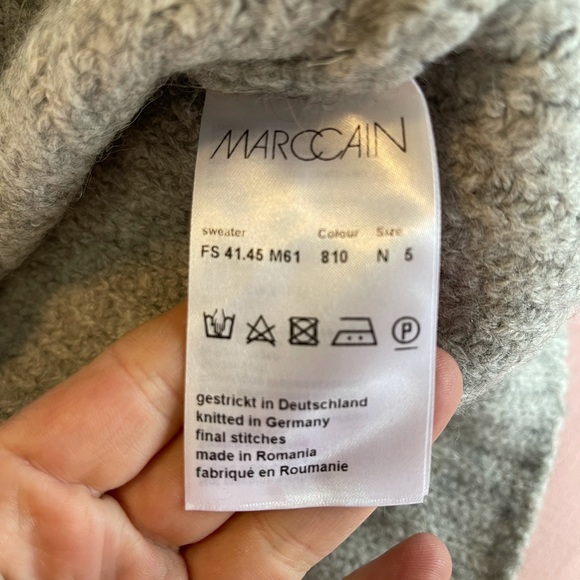 MARCCAIN
sweater Colour Size
FS 41.45 M61 810 N 5
P
gestrickt in Deutschland
knitted in Germany
final stitches
made in Romania
fabriqué en Roumanie